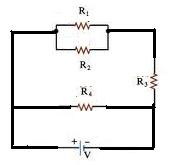 R₁
R₂
R₃
R₄
+ −
V